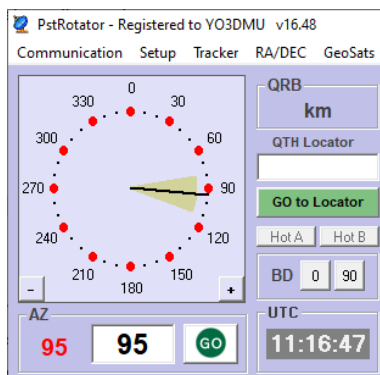 PstRotator - Registered to YO3DMU v16.48
Communication Setup Tracker RA/DEC GeoSats
0
330 30
300 60
270 90
240 120
210 150
180
- +
AZ
95 95 GO
QRB
km
QTH Locator
GO to Locator
Hot A Hot B
BD 0 90
UTC
11:16:47